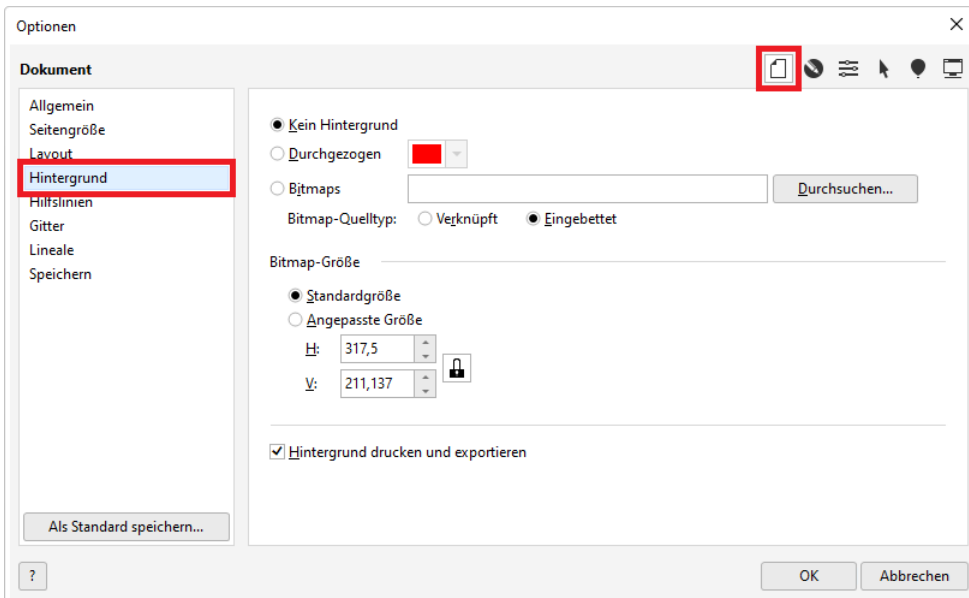 Optionen
Dokument
Allgemein
Seitengröße
Layout
Hintergrund
Hilfslinien
Gitter
Lineale
Speichern
Als Standard speichern...
Kein Hintergrund
Durchgezogen
Bitmaps
Durchsuchen...
Bitmap-Quelltyp: Verknüpft Eingebettet
Bitmap-Größe
Standardgröße
Angepasste Größe
H: 317,5
V: 211,137
Hintergrund drucken und exportieren
? OK Abbrechen